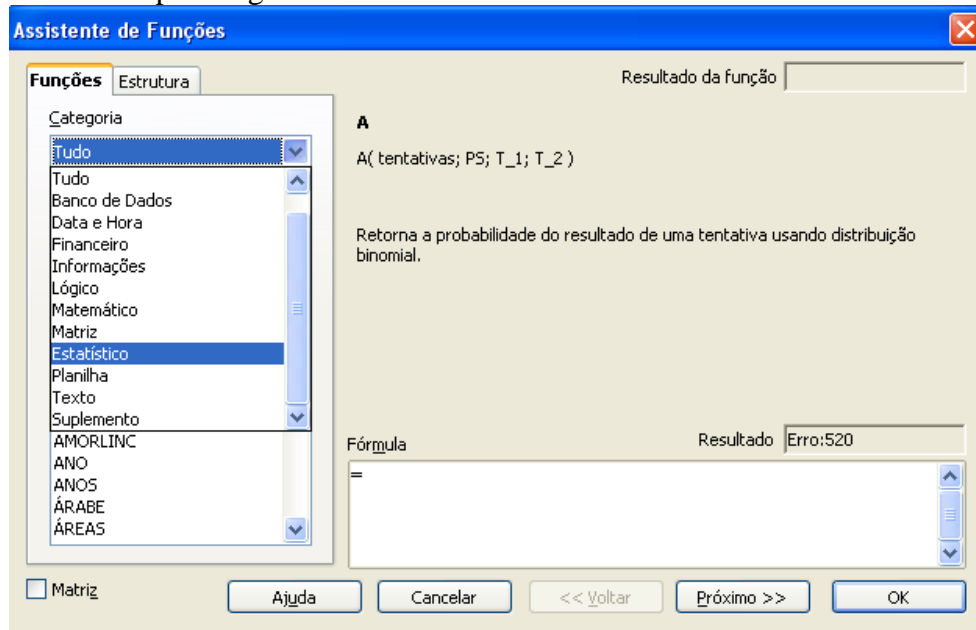 Assistente de Funções
Funções Estrutura
Resultado da função
Categoria
A
Tudo
A( tentativas; PS; T_1; T_2 )
Tudo
Banco de Dados
Data e Hora
Financeiro
Informações
Lógico
Matemático
Matriz
Estatístico
Planilha
Texto
Suplemento
AMORLINC
ANO
ANOS
ÁRABE
ÁREAS
Retorna a probabilidade do resultado de uma tentativa usando distribuição
binomial.
Fórmula
Resultado Erro:520
=
Matriz
Ajuda
Cancelar
<< Voltar
Próximo >>
OK